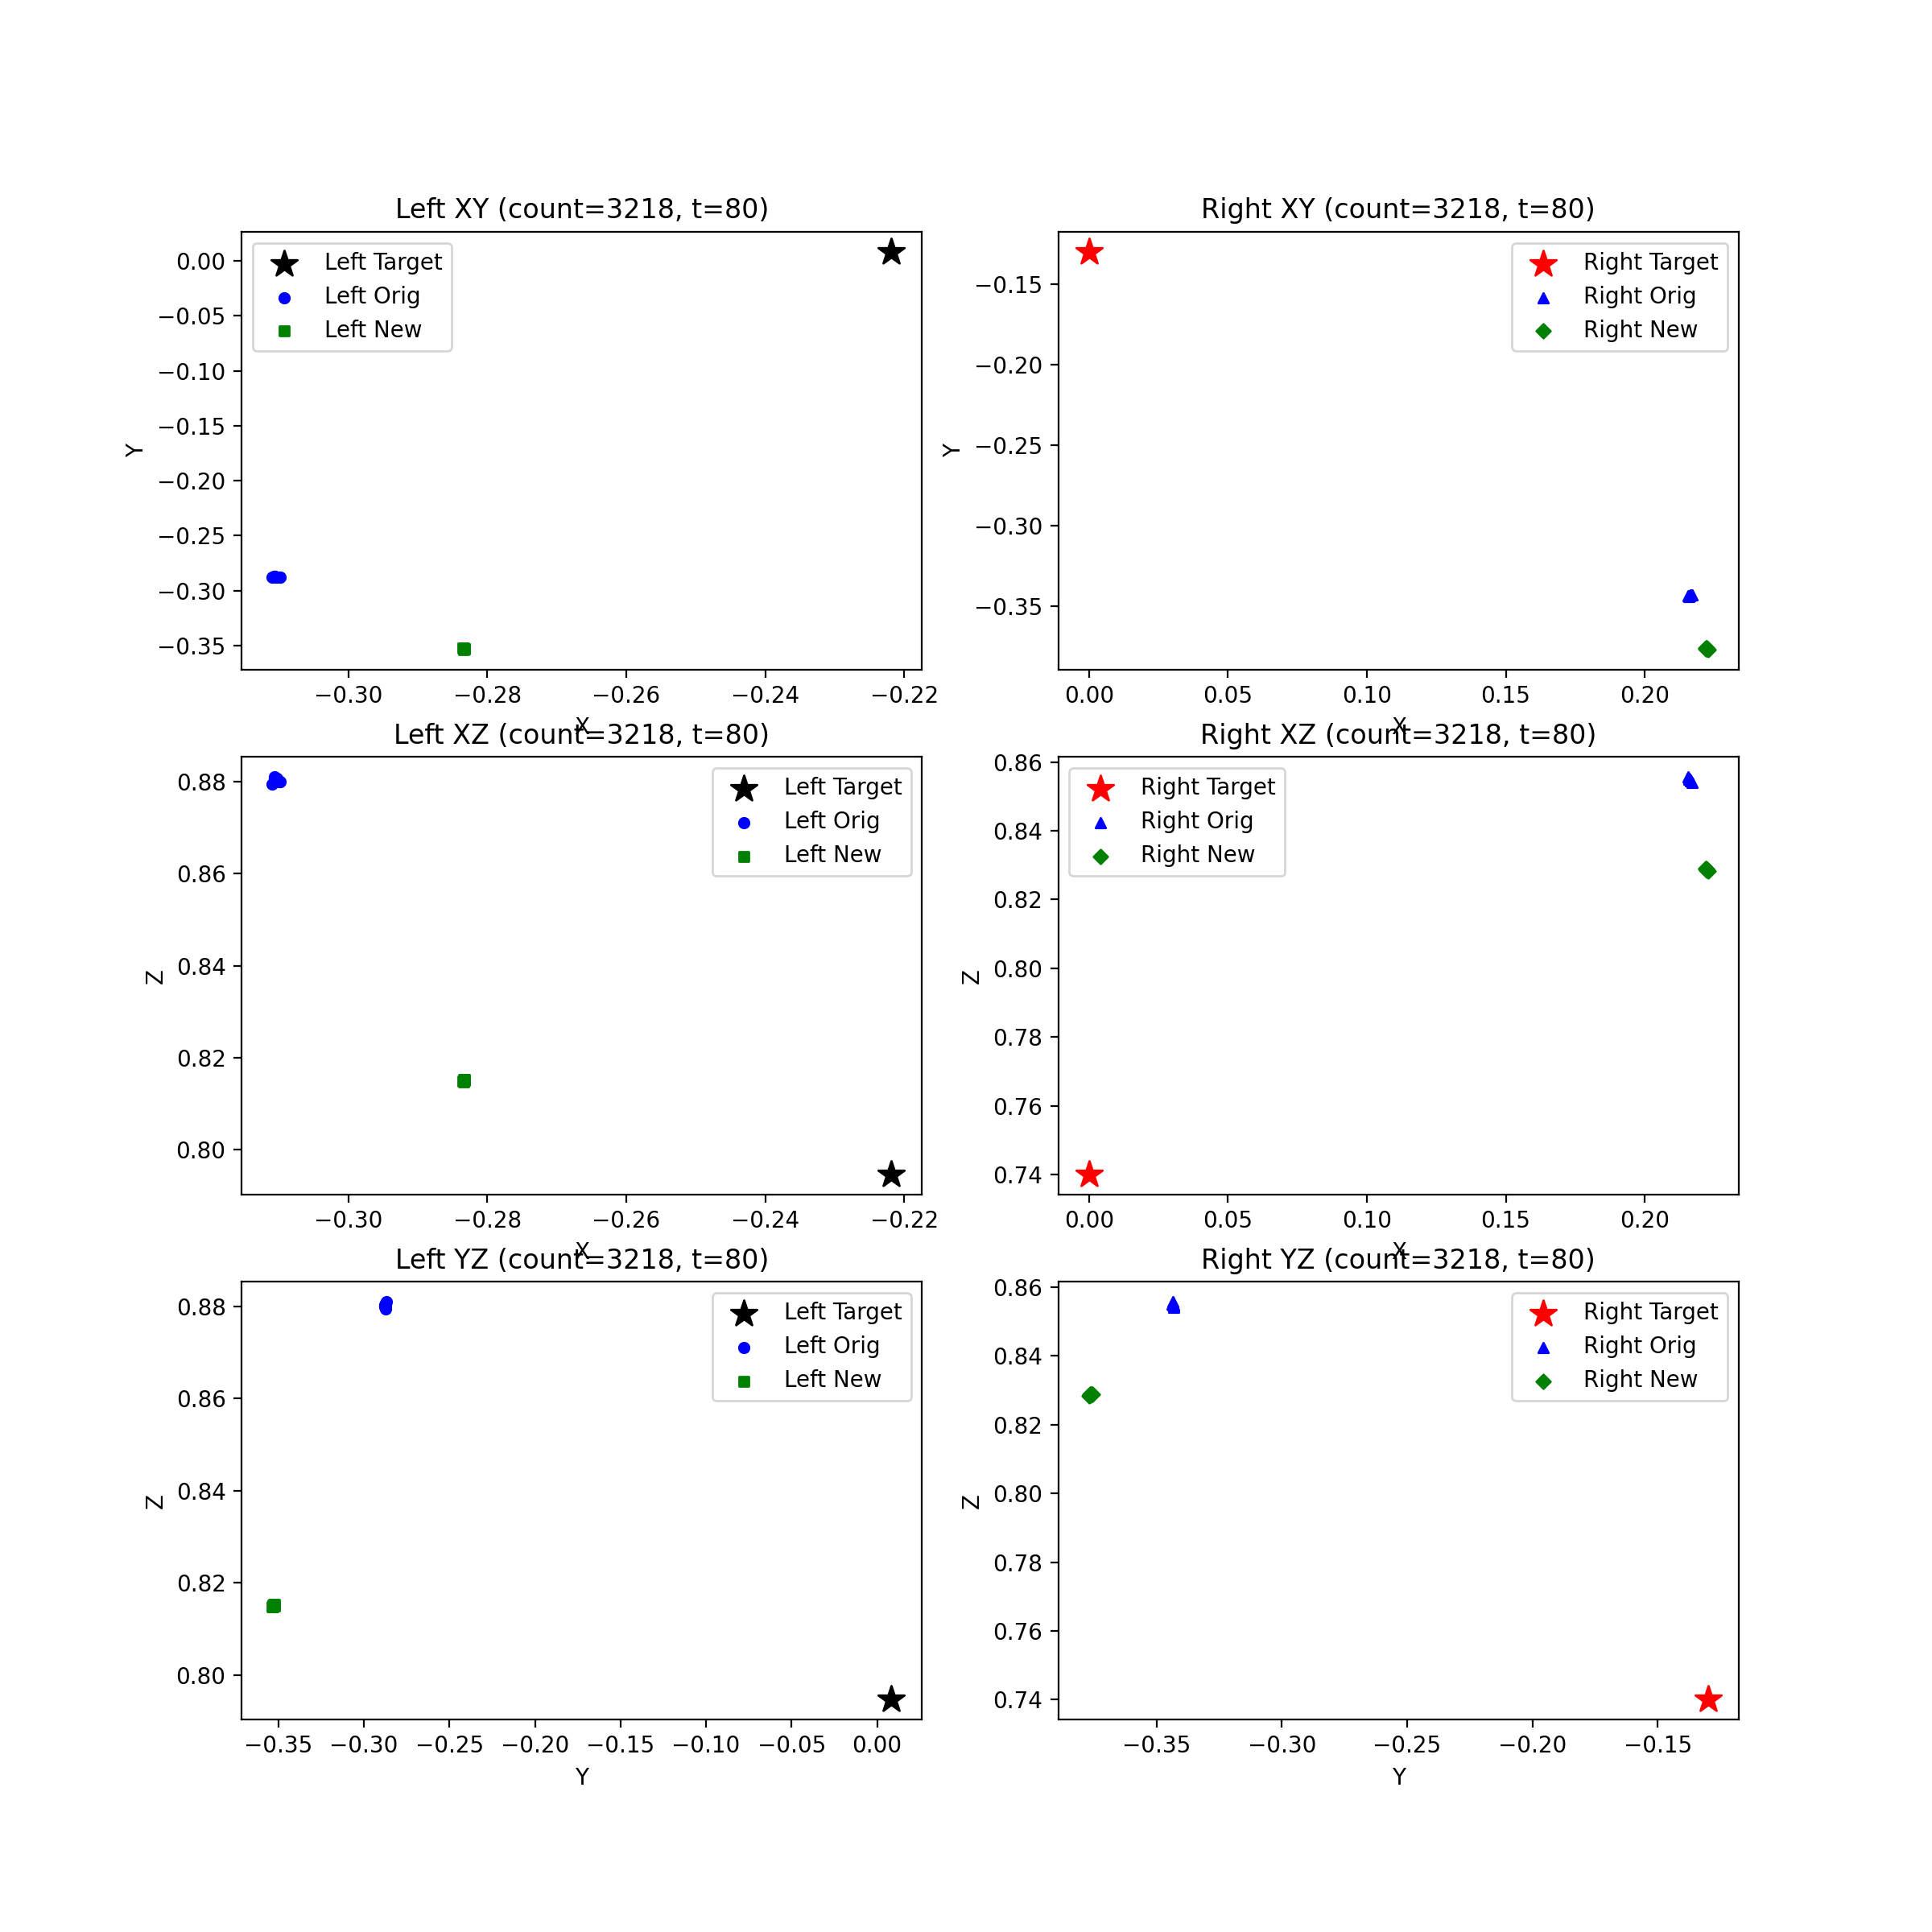 Left XY (count=3218, t=80)
Right XY (count=3218, t=80)
Left Target
Left Orig
Left New
Right Target
Right Orig
Right New
0.00
−0.05
−0.10
−0.15
−0.20
−0.25
−0.30
−0.35
Y
−0.30
−0.28
−0.26
−0.24
−0.22
X
−0.15
−0.20
−0.25
−0.30
−0.35
Y
0.00
0.05
0.10
0.15
0.20
X
Left XZ (count=3218, t=80)
Right XZ (count=3218, t=80)
Left Target
Left Orig
Left New
Right Target
Right Orig
Right New
0.88
0.86
0.84
0.82
0.80
Z
−0.30
−0.28
−0.26
−0.24
−0.22
X
0.86
0.84
0.82
0.80
0.78
0.76
0.74
Z
0.00
0.05
0.10
0.15
0.20
X
Left YZ (count=3218, t=80)
Right YZ (count=3218, t=80)
Left Target
Left Orig
Left New
Right Target
Right Orig
Right New
0.88
0.86
0.84
0.82
0.80
Z
−0.35
−0.30
−0.25
−0.20
−0.15
−0.10
−0.05
0.00
Y
0.86
0.84
0.82
0.80
0.78
0.76
0.74
Z
−0.35
−0.30
−0.25
−0.20
−0.15
Y